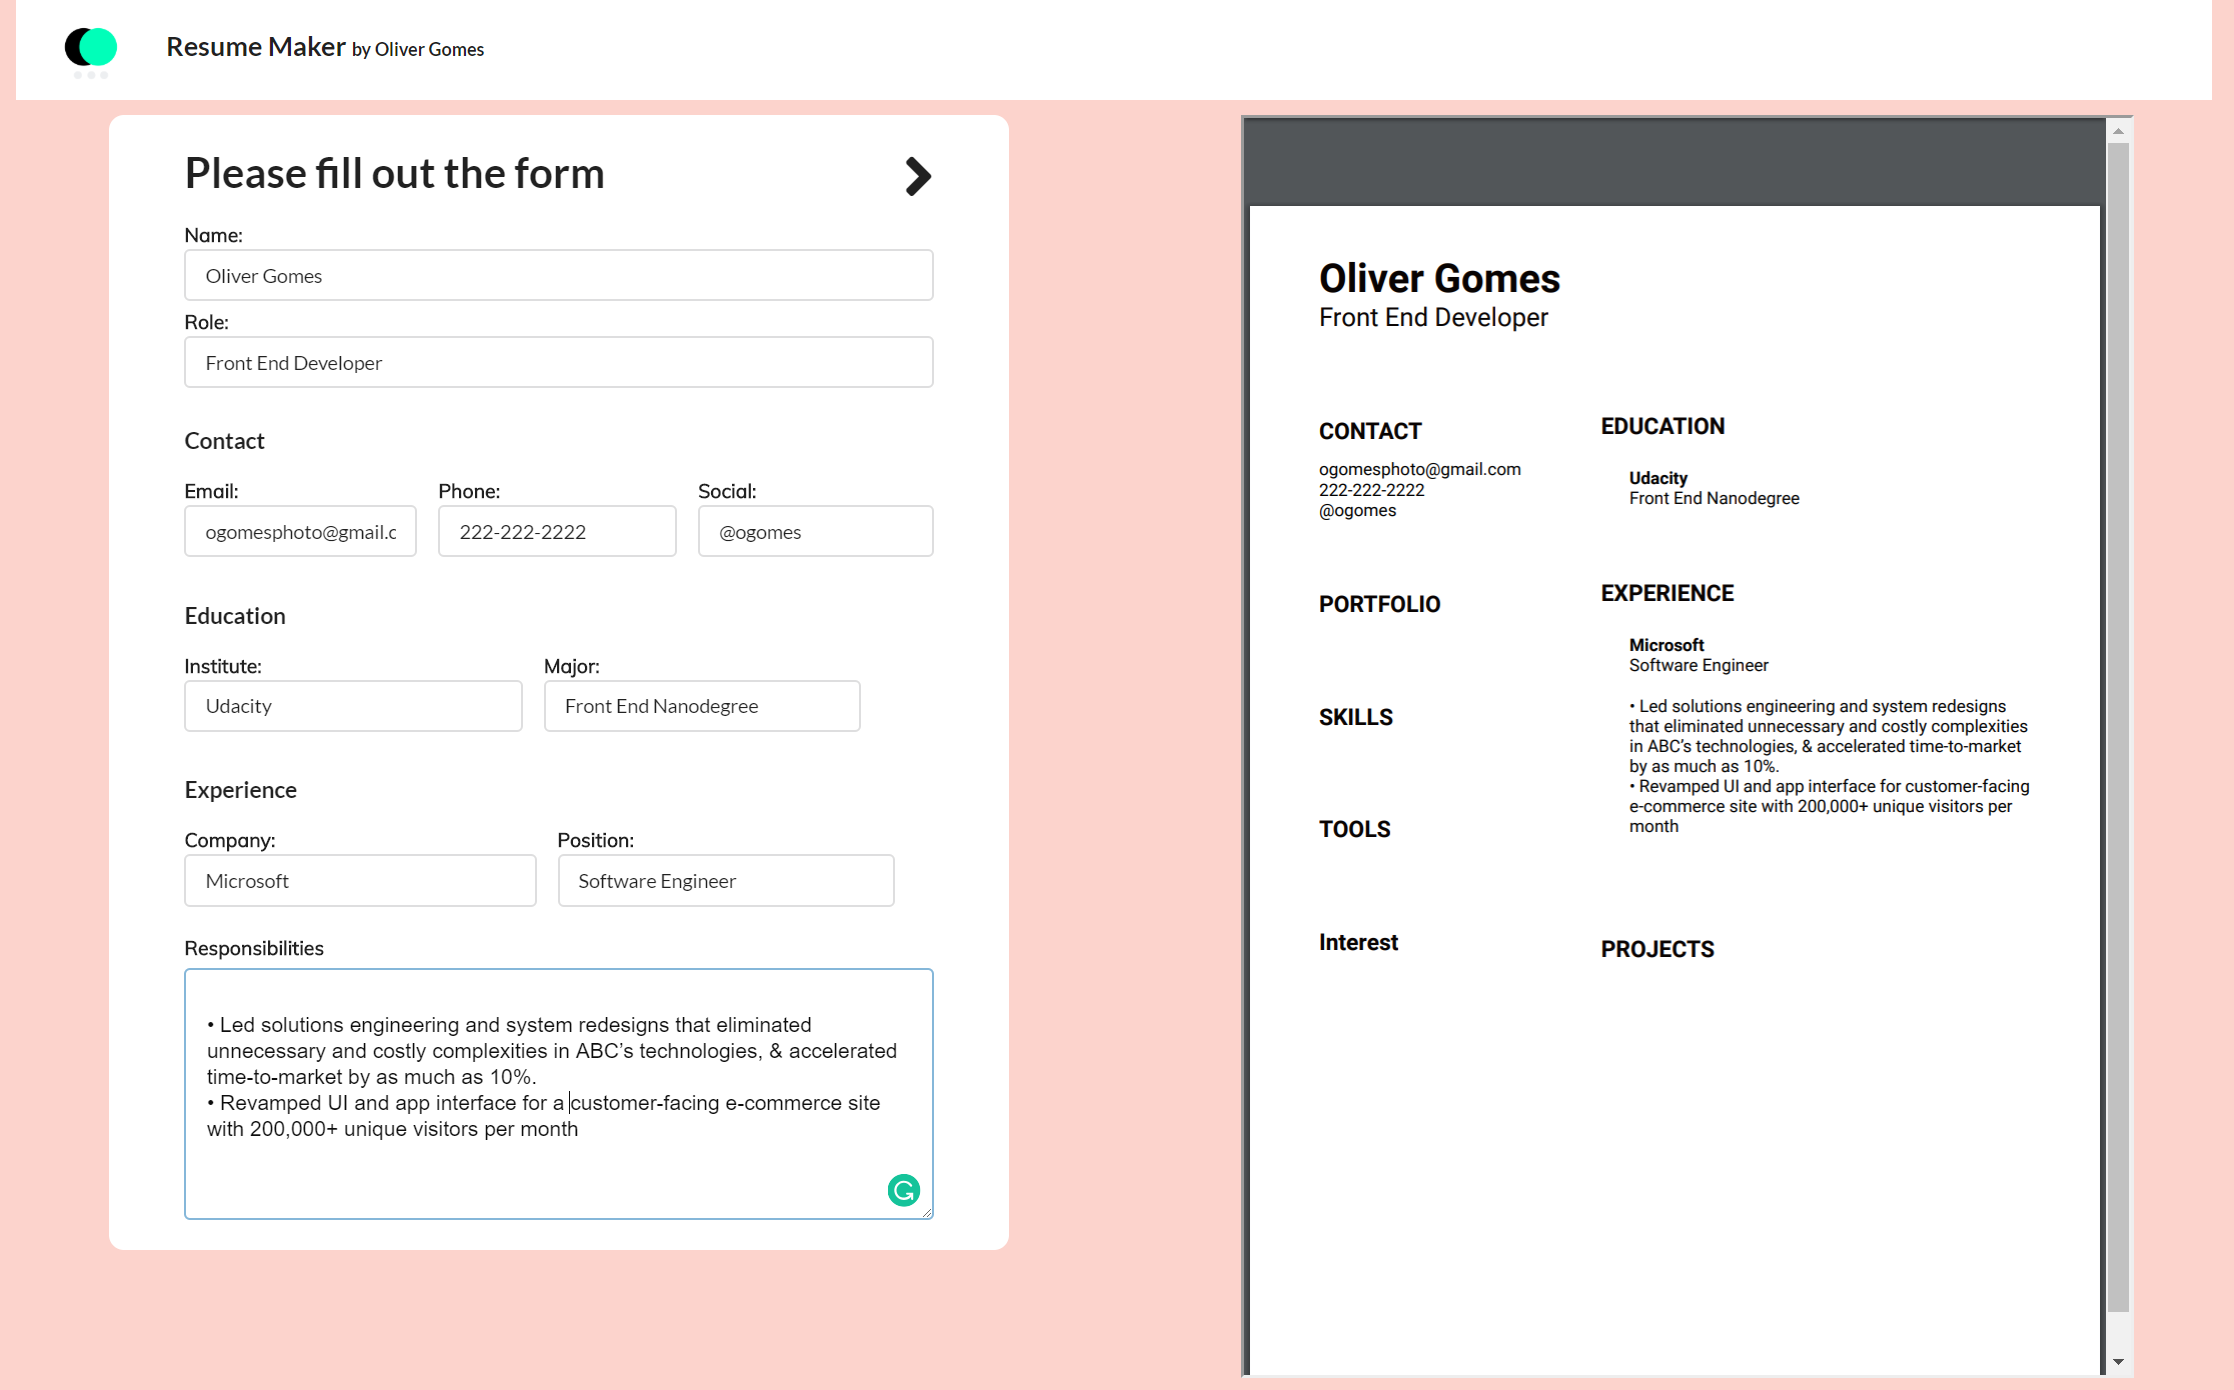 Resume Maker by Oliver Gomes
Please fill out the form
Name:
Oliver Gomes
Role:
Front End Developer
Contact
Email: Phone: Social:
ogomesphoto@gmail.c 222-222-2222 @ogomes
Education
Institute: Major:
Udacity Front End Nanodegree
Experience
Company: Position:
Microsoft Software Engineer
Responsibilities
• Led solutions engineering and system redesigns that eliminated
unnecessary and costly complexities in ABC’s technologies, & accelerated
time-to-market by as much as 10%.
• Revamped UI and app interface for a customer-facing e-commerce site
with 200,000+ unique visitors per month
Oliver Gomes
Front End Developer
CONTACT
ogomesphoto@gmail.com
222-222-2222
@ogomes
PORTFOLIO
SKILLS
TOOLS
Interest
EDUCATION
Udacity
Front End Nanodegree
EXPERIENCE
Microsoft
Software Engineer
• Led solutions engineering and system redesigns
that eliminated unnecessary and costly complexities
in ABC’s technologies, & accelerated time-to-market
by as much as 10%.
• Revamped UI and app interface for customer-facing
e-commerce site with 200,000+ unique visitors per
month
PROJECTS